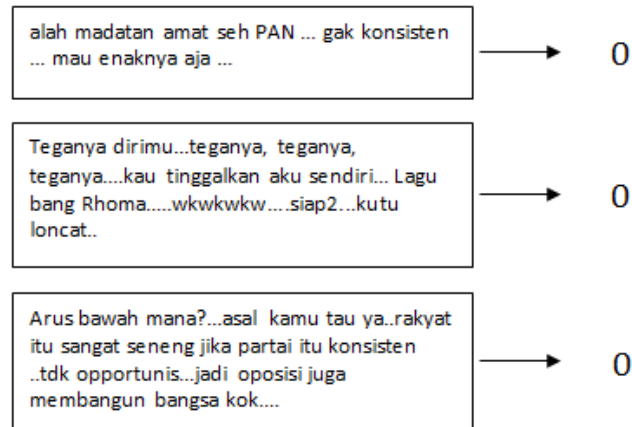 alah madatan amat seh PAN ... gak konsisten
... mau enaknya aja ...
0
Teganya dirimu...teganya, teganya,
teganya....kau tinggalkan aku sendiri... Lagu
bang Rhoma.....wkwkwkw....siap2...kutu
loncat..
0
Arus bawah mana?...asal kamu tau ya..rakyat
itu sangat seneng jika partai itu konsisten
..tdk opportunis...jadi oposisi juga
membangun bangsa kok....
0